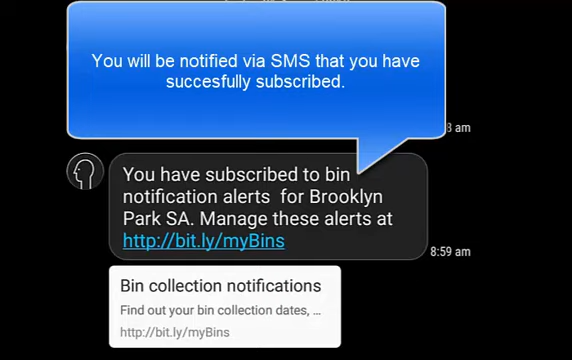 You will be notified via SMS that you have
succesfully subscribed.
8 am
You have subscribed to bin
notification alerts for Brooklyn
Park SA. Manage these alerts at
http://bit.ly/myBins
8:59 am
Bin collection notifications
Find out your bin collection dates, ...
http://bit.ly/myBins